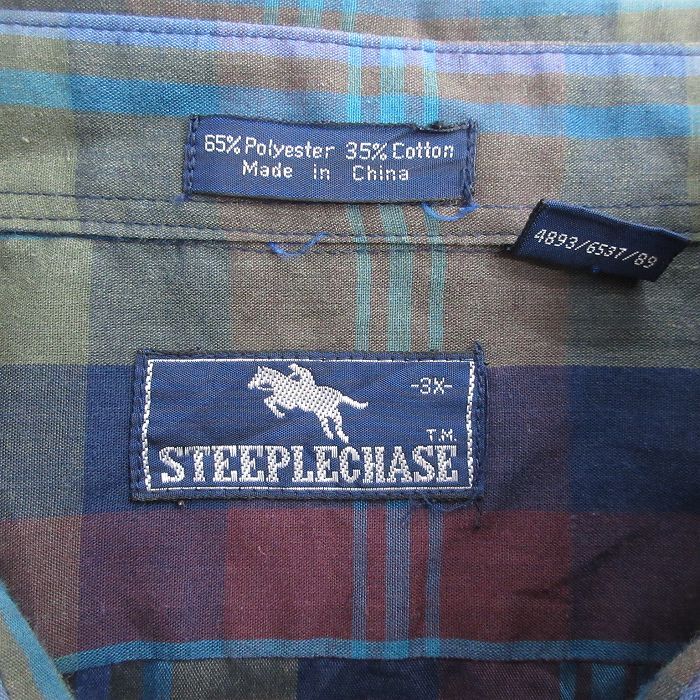 65% Polyester 35% Cotton
Made in China
4893/6537/89
-3X-
T.M.
STEEPLECHASE